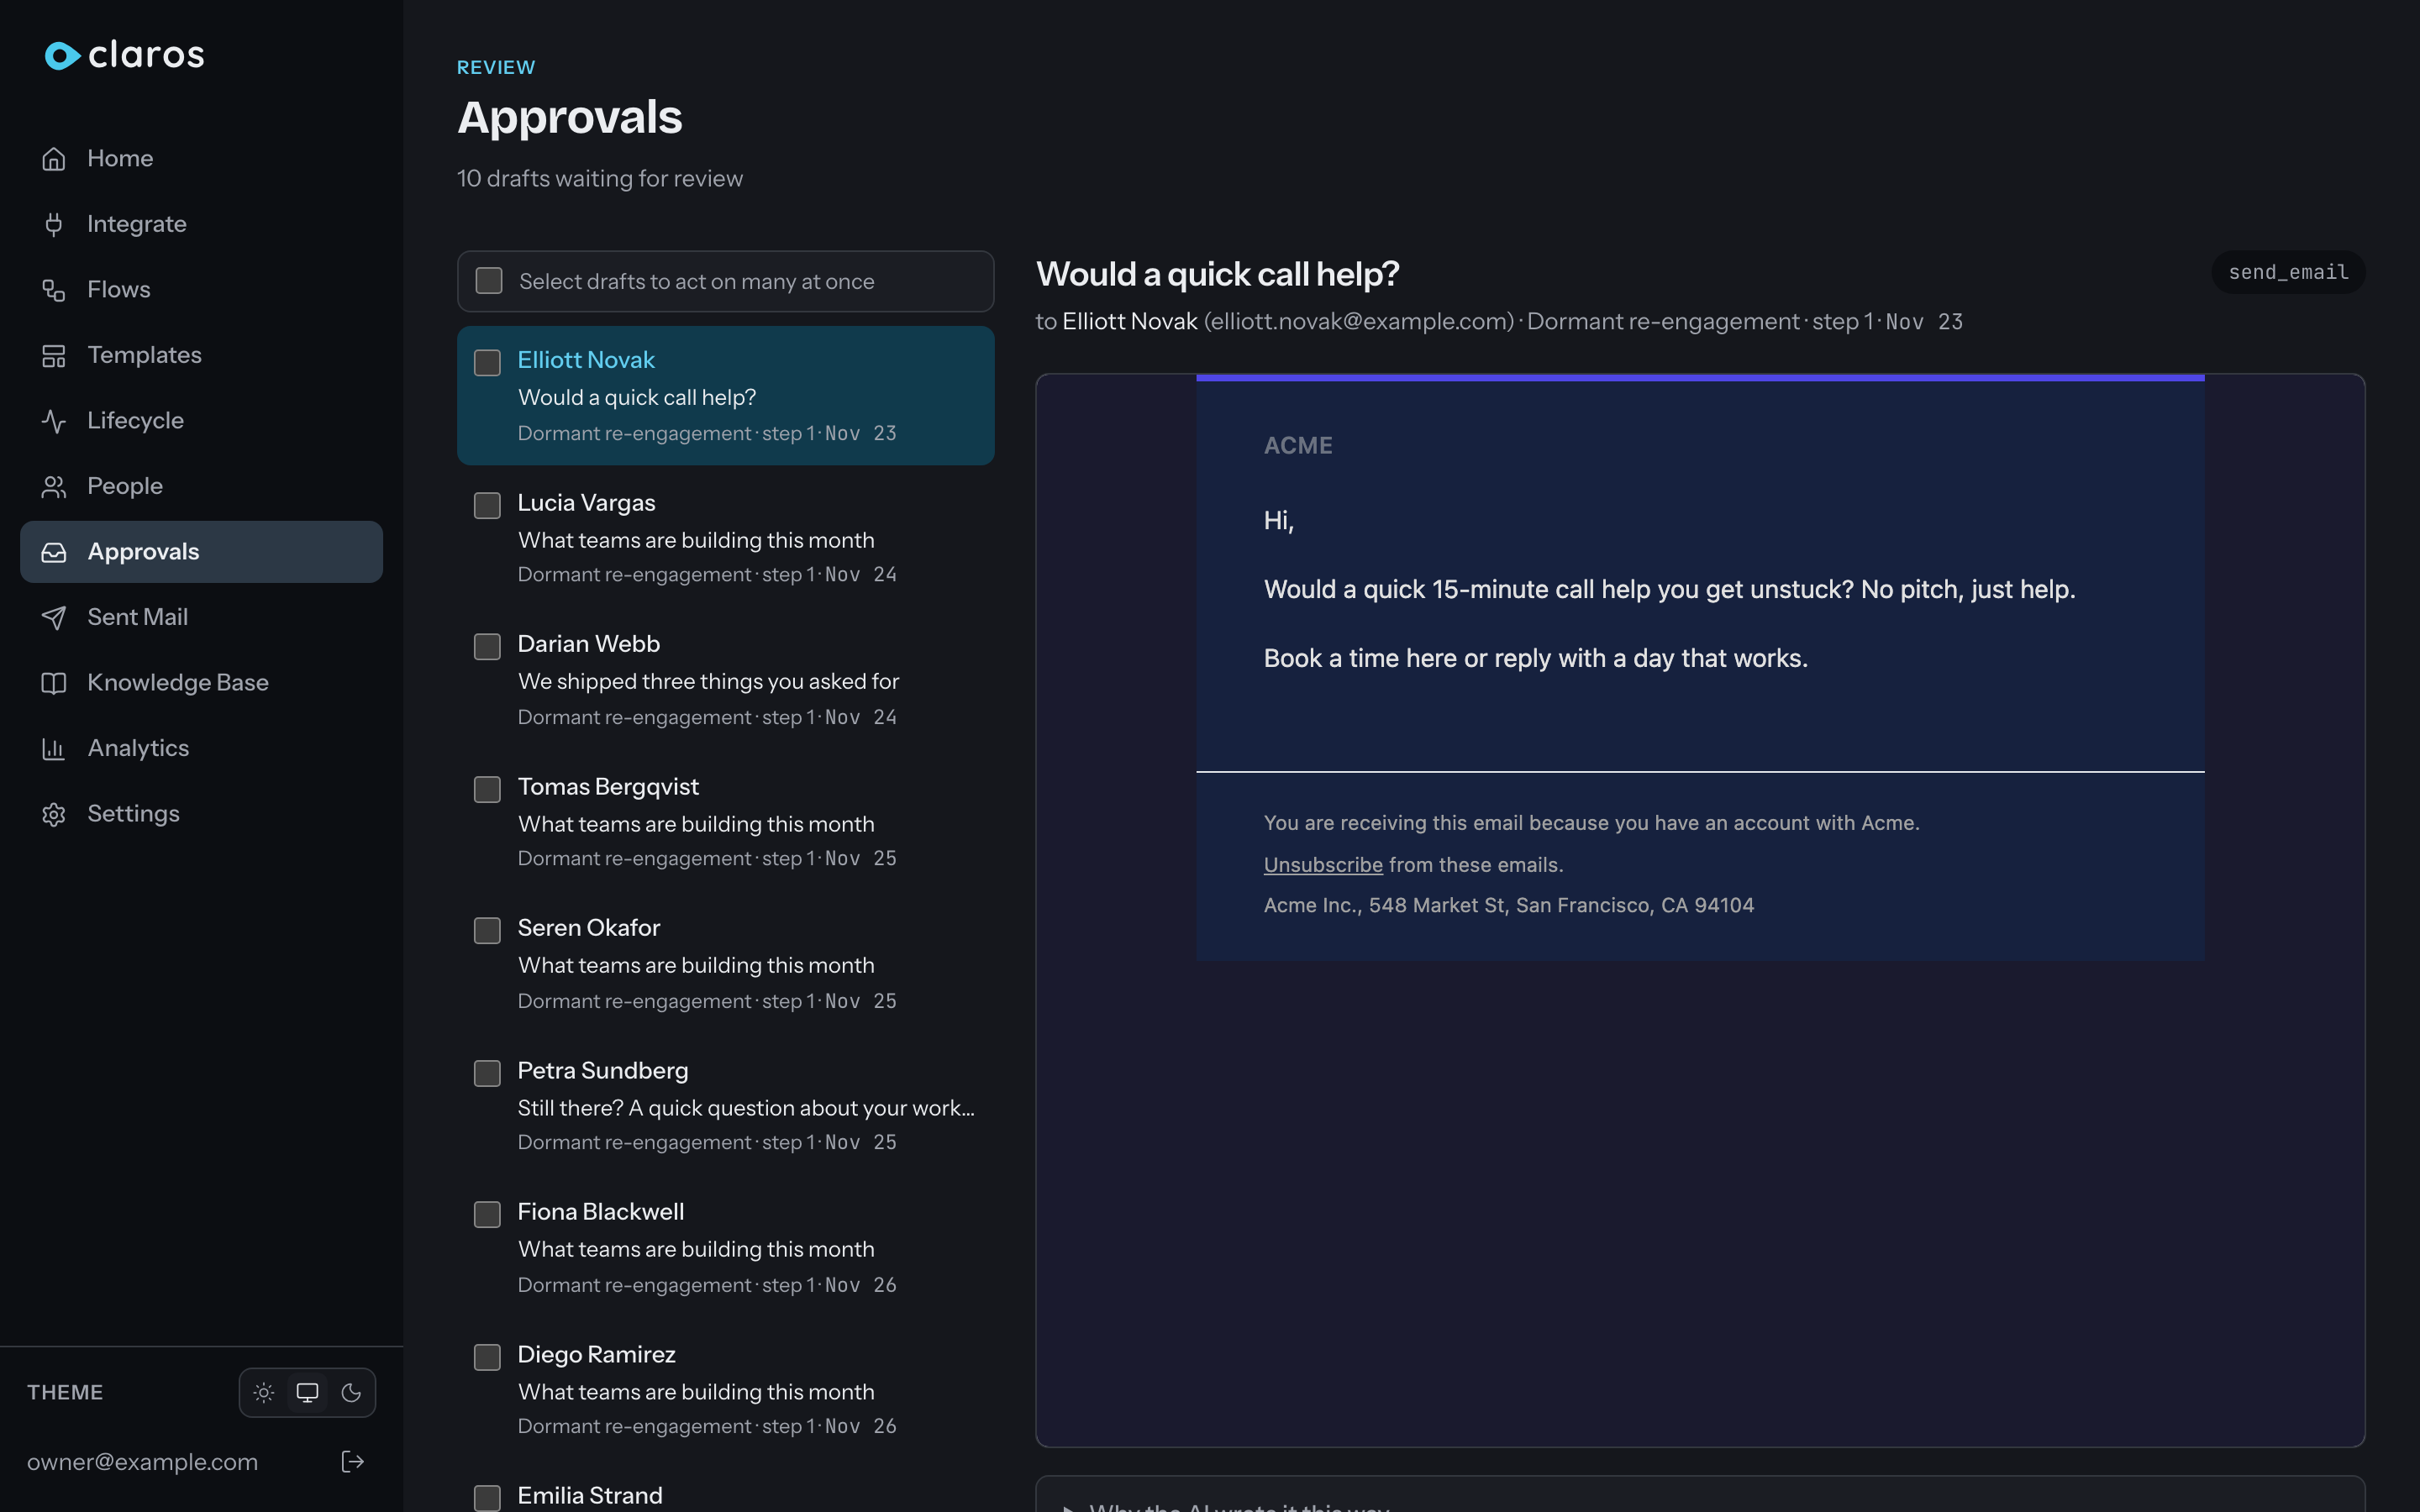 claros
Home
Integrate
Flows
Templates
Lifecycle
People
Approvals
Sent Mail
Knowledge Base
Analytics
Settings
THEME
owner@example.com
REVIEW
Approvals
10 drafts waiting for review
Select drafts to act on many at once
Elliott Novak
Would a quick call help?
Dormant re-engagement · step 1 · Nov 23
Lucia Vargas
What teams are building this month
Dormant re-engagement · step 1 · Nov 24
Darian Webb
We shipped three things you asked for
Dormant re-engagement · step 1 · Nov 24
Tomas Bergqvist
What teams are building this month
Dormant re-engagement · step 1 · Nov 25
Seren Okafor
What teams are building this month
Dormant re-engagement · step 1 · Nov 25
Petra Sundberg
Still there? A quick question about your work...
Dormant re-engagement · step 1 · Nov 25
Fiona Blackwell
What teams are building this month
Dormant re-engagement · step 1 · Nov 26
Diego Ramirez
What teams are building this month
Dormant re-engagement · step 1 · Nov 26
Emilia Strand
Would a quick call help?
send_email
to Elliott Novak (elliott.novak@example.com) · Dormant re-engagement · step 1 · Nov 23
ACME
Hi,
Would a quick 15-minute call help you get unstuck? No pitch, just help.
Book a time here or reply with a day that works.
You are receiving this email because you have an account with Acme.
Unsubscribe from these emails.
Acme Inc., 548 Market St, San Francisco, CA 94104
Why the AI wrote it this way